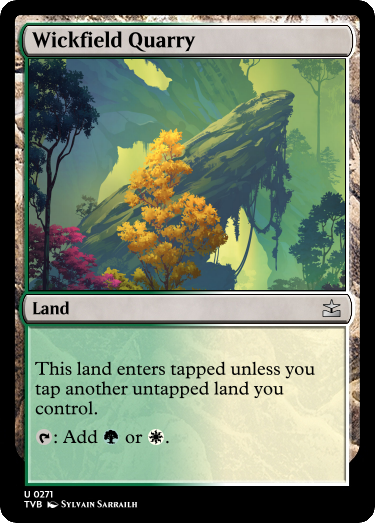 Wickfield Quarry
Land
This land enters tapped unless you
tap another untapped land you
control.
: Add or .
U 0271
TVB Sylvain Sarrailh